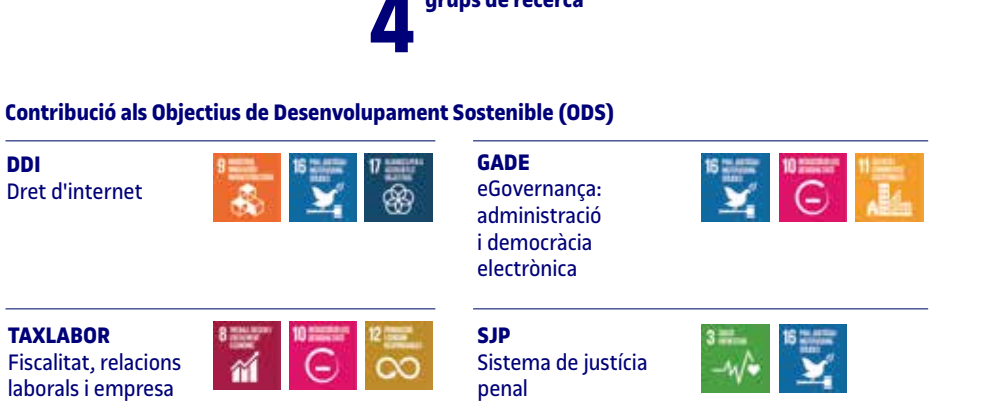 4
grups de recerca
Contribució als Objectius de Desenvolupament Sostenible (ODS)
DDI
Dret d'internet
9
16
17
GADE
eGovernança:
administració
i democràcia
electrònica
16
10
11
TAXLABOR
Fiscalitat, relacions
laborals i empresa
8
10
12
SJP
Sistema de justícia
penal
3
16